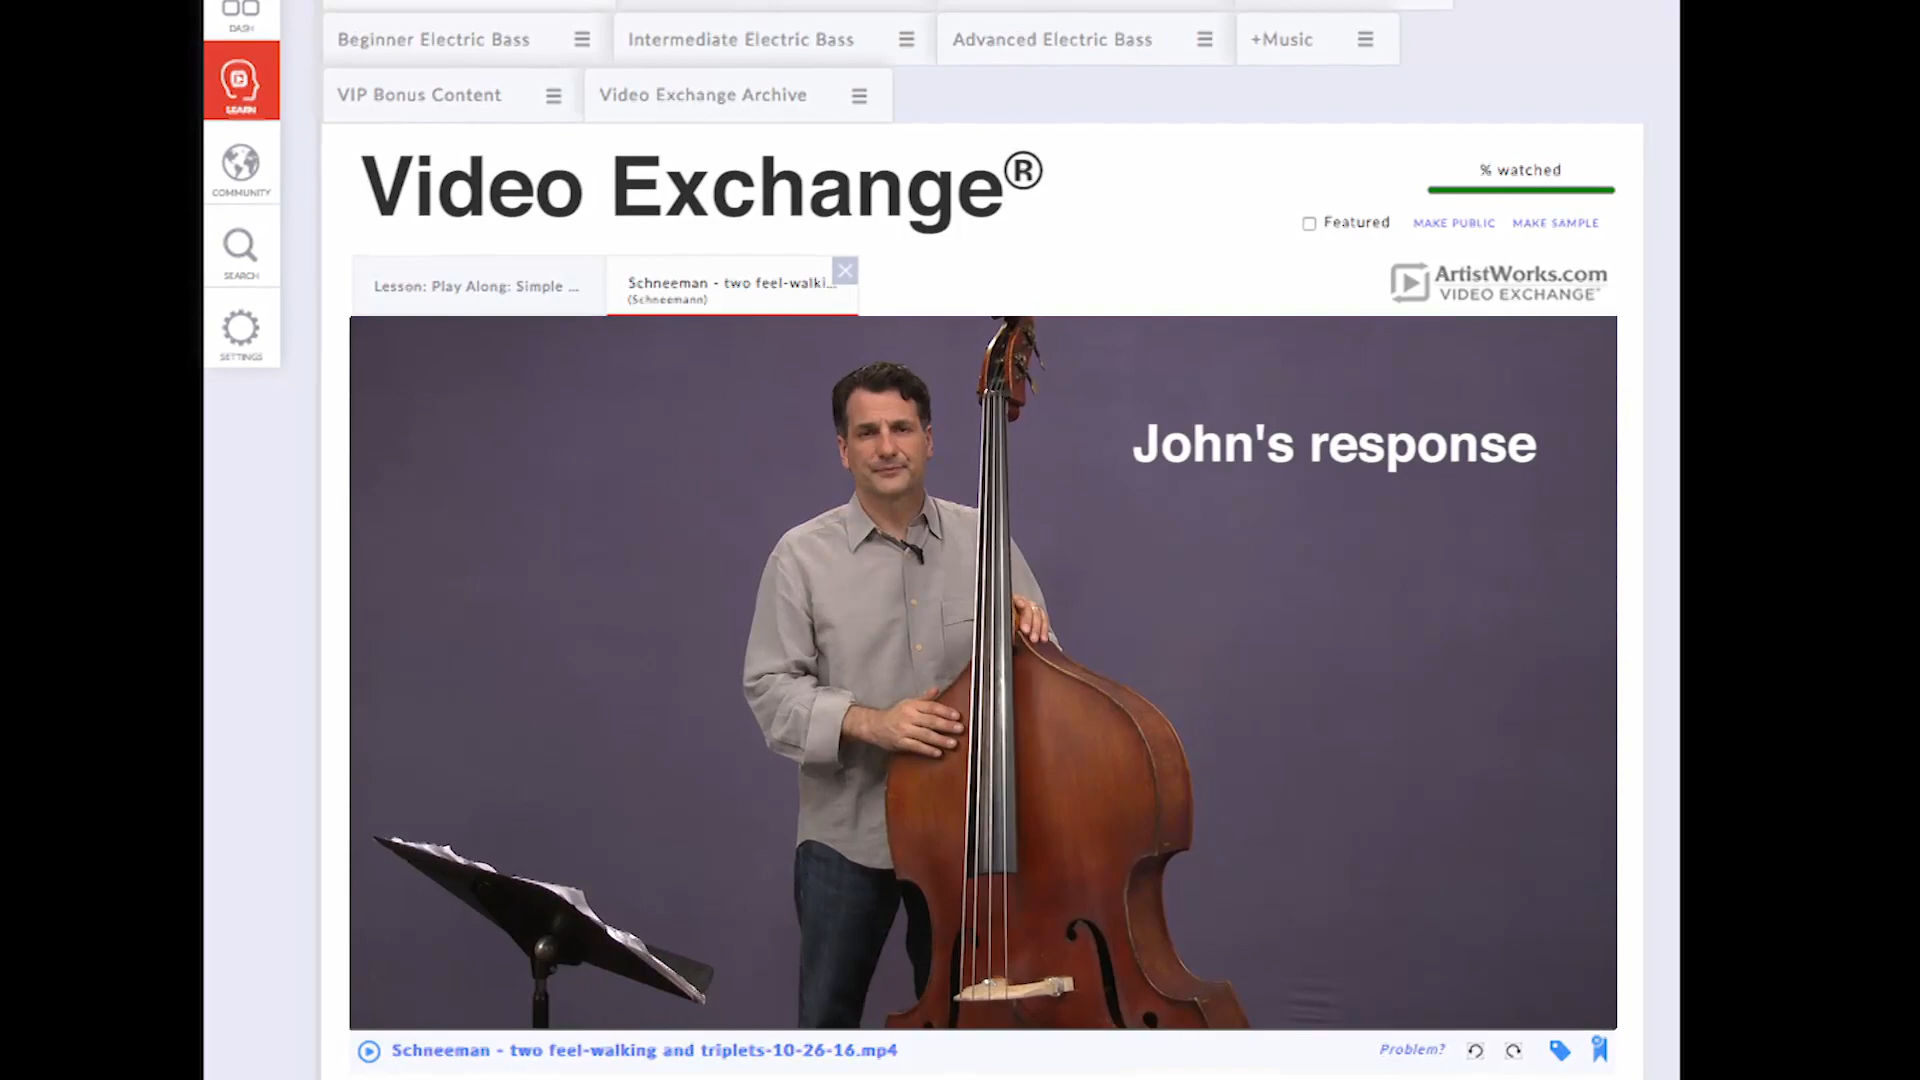 DASH
Beginner Electric Bass
Intermediate Electric Bass
Advanced Electric Bass
+Music
LEARN
VIP Bonus Content
Video Exchange Archive
COMMUNITY
Video Exchange®
% watched
Featured
MAKE PUBLIC
MAKE SAMPLE
SEARCH
Lesson: Play Along: Simple ...
Schneeman - two feel-walki...
(Schneemann)
ArtistWorks.com
VIDEO EXCHANGE
SETTINGS
John's response
Schneeman - two feel-walking and triplets-10-26-16.mp4
Problem?